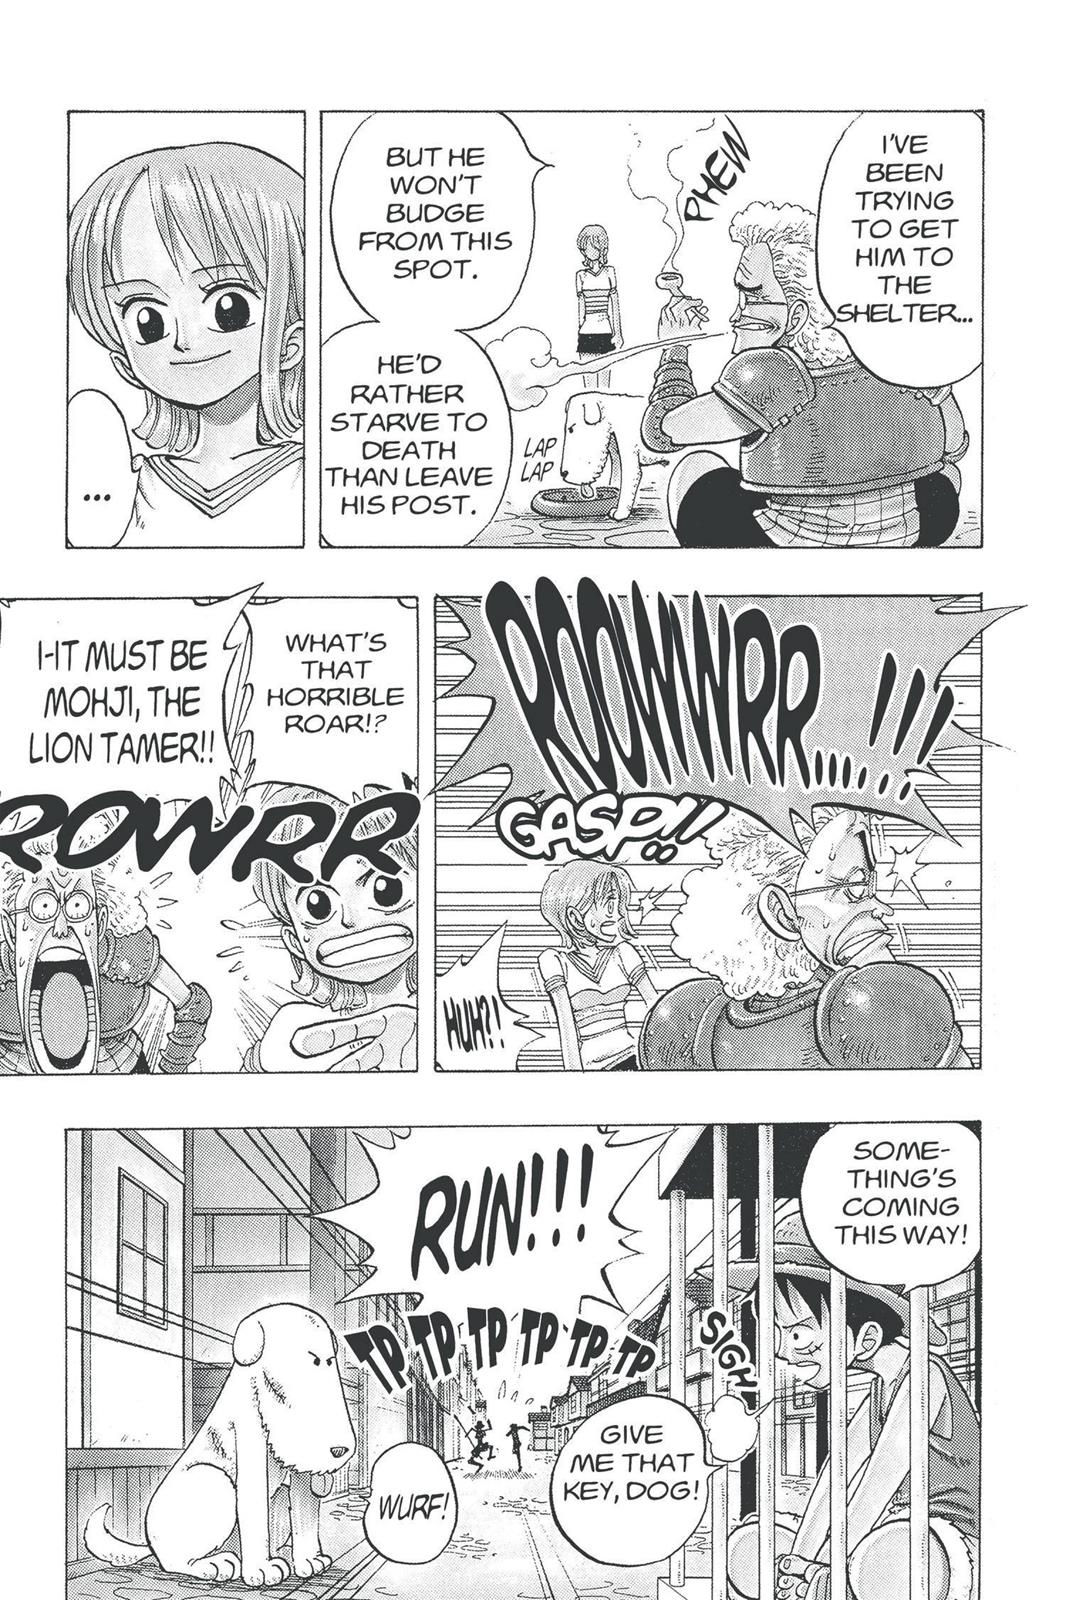 I'VE
BEEN
TRYING
TO GET
HIM TO
THE
SHELTER...
PHEW
BUT HE
WON'T
BUDGE
FROM THIS
SPOT.
HE'D
RATHER
STARVE TO
DEATH
THAN LEAVE
HIS POST.
LAP
LAP
...
ROOWWRR......!!!
GASP!!
HUH?!
WHAT'S
THAT
HORRIBLE
ROAR!?
I-IT MUST BE
MOHJI, THE
LION TAMER!!
ROWRR
SOME-
THING'S
COMING
THIS WAY!
RUN!!!
TP TP TP TP TP TP
SIGH
GIVE
ME THAT
KEY, DOG!
WURF!